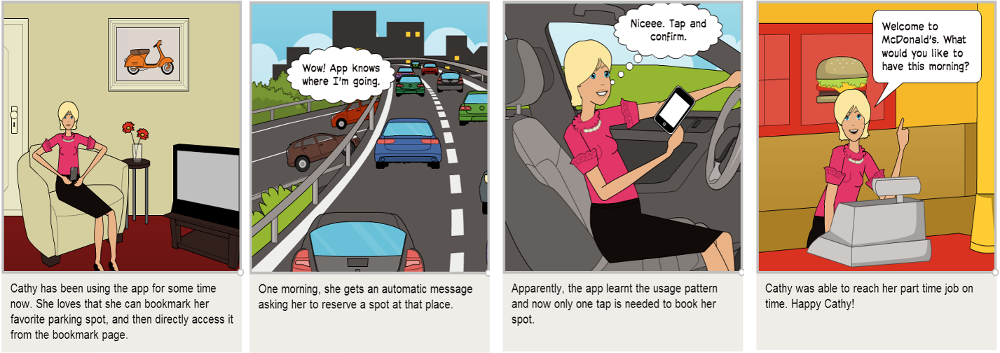 Wow! App knows
where I'm going.
Niceee. Tap and
confirm.
Welcome to
McDonald's. What
would you like to
have this morning?
Cathy has been using the app for some time
now. She loves that she can bookmark her
favorite parking spot, and then directly access it
from the bookmark page.
One morning, she gets an automatic message
asking her to reserve a spot at that place.
Apparently, the app learnt the usage pattern
and now only one tap is needed to book her
spot.
Cathy was able to reach her part time job on
time. Happy Cathy!